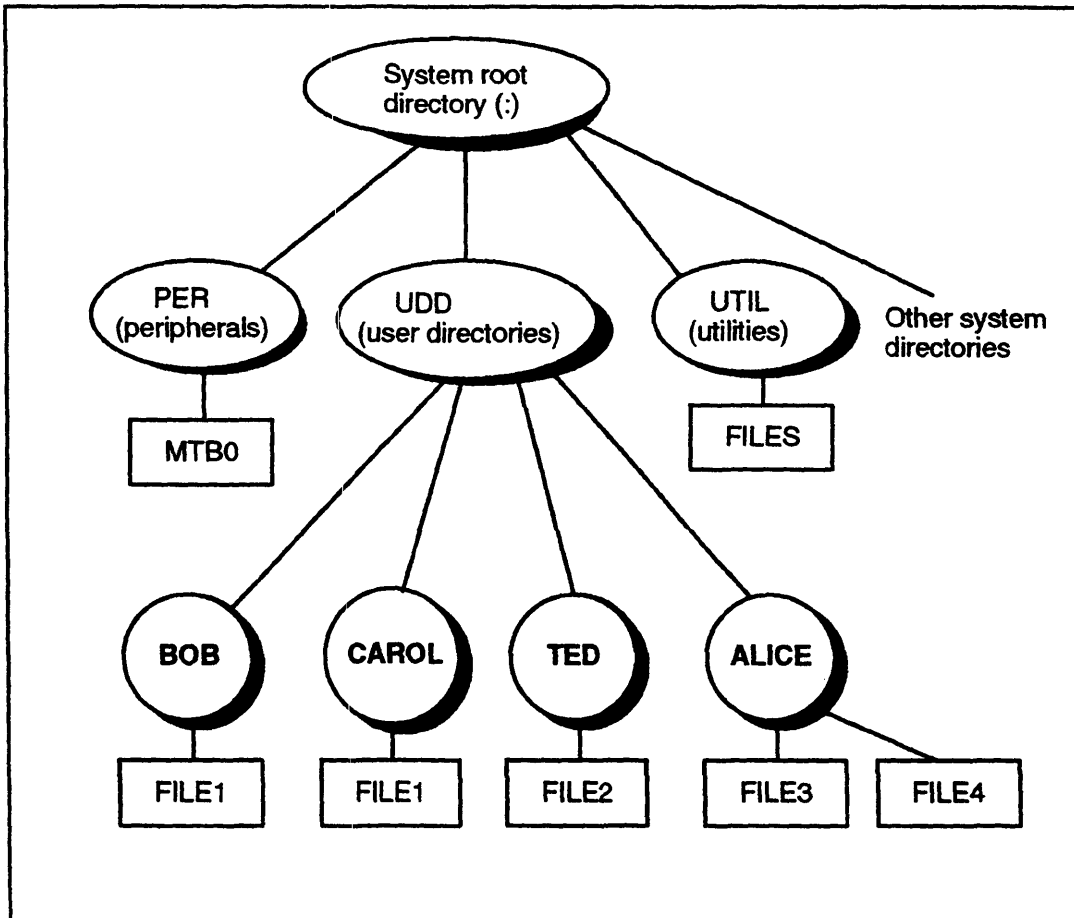 System root
directory (:)
PER
(peripherals)
UDD
(user directories)
UTIL
(utilities)
Other system
directories
MTB0
FILES
BOB
CAROL
TED
ALICE
FILE1
FILE1
FILE2
FILE3
FILE4